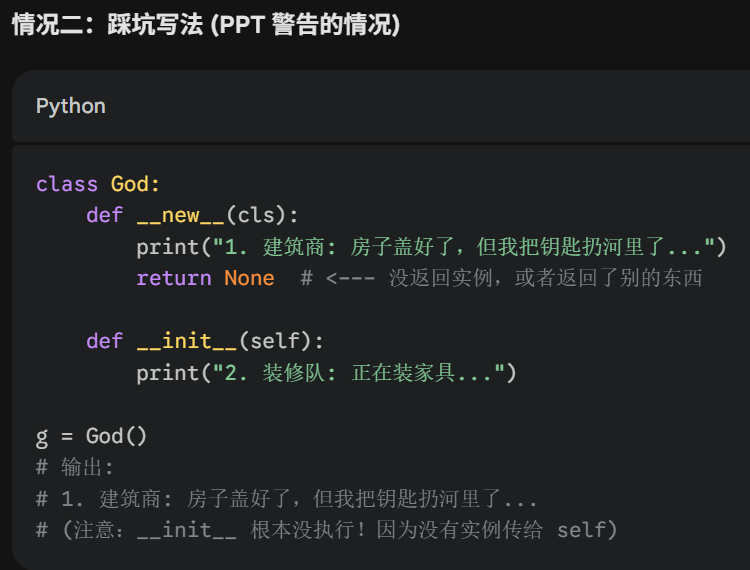 情况二：踩坑写法 (PPT 警告的情况)
Python
class God:
    def __new__(cls):
        print("1. 建筑商: 房子盖好了，但我把钥匙扔河里了...")
        return None  # <--- 没返回实例，或者返回了别的东西
    def __init__(self):
        print("2. 装修队: 正在装家具...")
g = God()
# 输出:
# 1. 建筑商: 房子盖好了，但我把钥匙扔河里了...
# (注意：__init__ 根本没执行！因为没有实例传给 self)